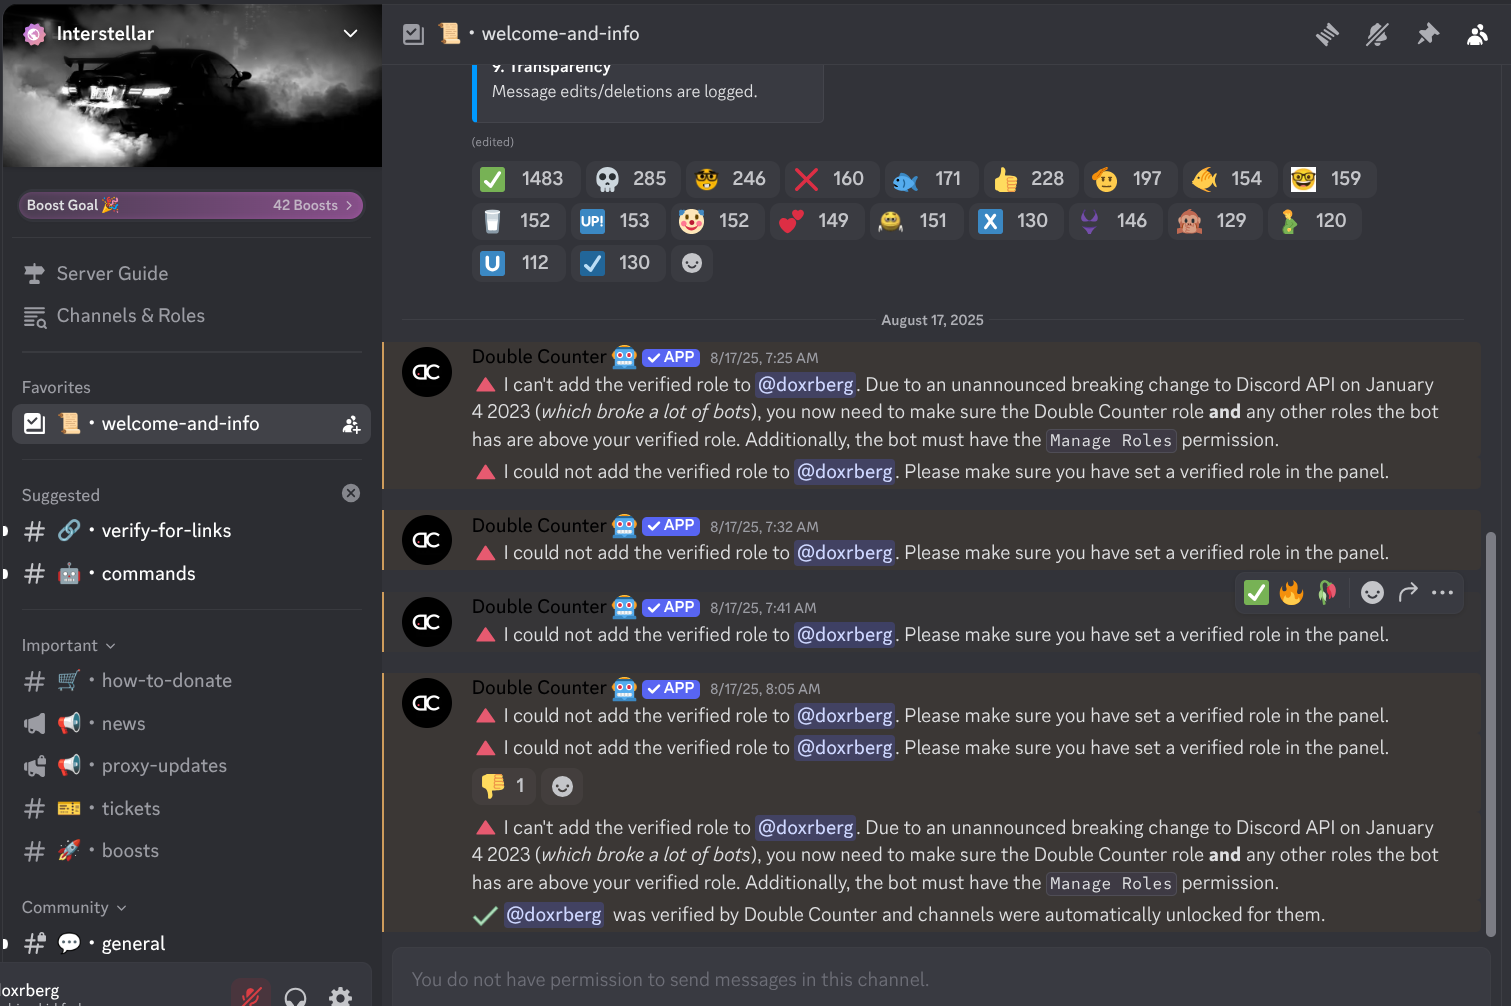 Interstellar
Boost Goal 🎉 42 Boosts >
Server Guide
Channels & Roles
Favorites
📜 • welcome-and-info
Suggested
# 🔗 • verify-for-links
# 🤖 • commands
Important
# 🛒 • how-to-donate
📢 • news
📢 • proxy-updates
# 🎫 • tickets
# 🚀 • boosts
Community
# 💬 • general
oxrberg
📜 • welcome-and-info
9. Transparency
Message edits/deletions are logged.
(edited)
✅ 1483 💀 285 246 ❌ 160 🐟 171 👍 228 197 154 🤓 159
🥛 152 🆙 UP! 153 🤡 152 💕 149 151 X 130 146 🙊 129 120
U 112 130
August 17, 2025
Double Counter 🤖 ✓ APP 8/17/25, 7:25 AM
🔺 I can't add the verified role to @doxrberg. Due to an unannounced breaking change to Discord API on January
4 2023 (which broke a lot of bots), you now need to make sure the Double Counter role and any other roles the bot
has are above your verified role. Additionally, the bot must have the Manage Roles permission.
🔺 I could not add the verified role to @doxrberg. Please make sure you have set a verified role in the panel.
Double Counter 🤖 ✓ APP 8/17/25, 7:32 AM
🔺 I could not add the verified role to @doxrberg. Please make sure you have set a verified role in the panel.
Double Counter 🤖 ✓ APP 8/17/25, 7:41 AM
🔺 I could not add the verified role to @doxrberg. Please make sure you have set a verified role in the panel.
Double Counter 🤖 ✓ APP 8/17/25, 8:05 AM
🔺 I could not add the verified role to @doxrberg. Please make sure you have set a verified role in the panel.
🔺 I could not add the verified role to @doxrberg. Please make sure you have set a verified role in the panel.
👎 1
🔺 I can't add the verified role to @doxrberg. Due to an unannounced breaking change to Discord API on January
4 2023 (which broke a lot of bots), you now need to make sure the Double Counter role and any other roles the bot
has are above your verified role. Additionally, the bot must have the Manage Roles permission.
✓ @doxrberg was verified by Double Counter and channels were automatically unlocked for them.
You do not have permission to send messages in this channel.